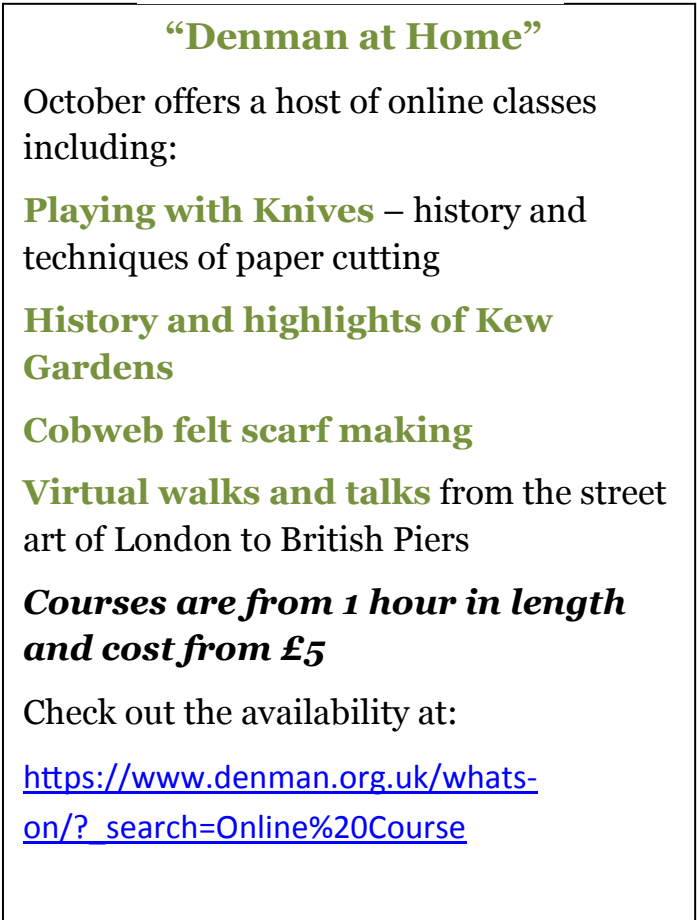 “Denman at Home”
October offers a host of online classes
including:
Playing with Knives – history and
techniques of paper cutting
History and highlights of Kew
Gardens
Cobweb felt scarf making
Virtual walks and talks from the street
art of London to British Piers
Courses are from 1 hour in length
and cost from £5
Check out the availability at:
https://www.denman.org.uk/whats-
on/?_search=Online%20Course